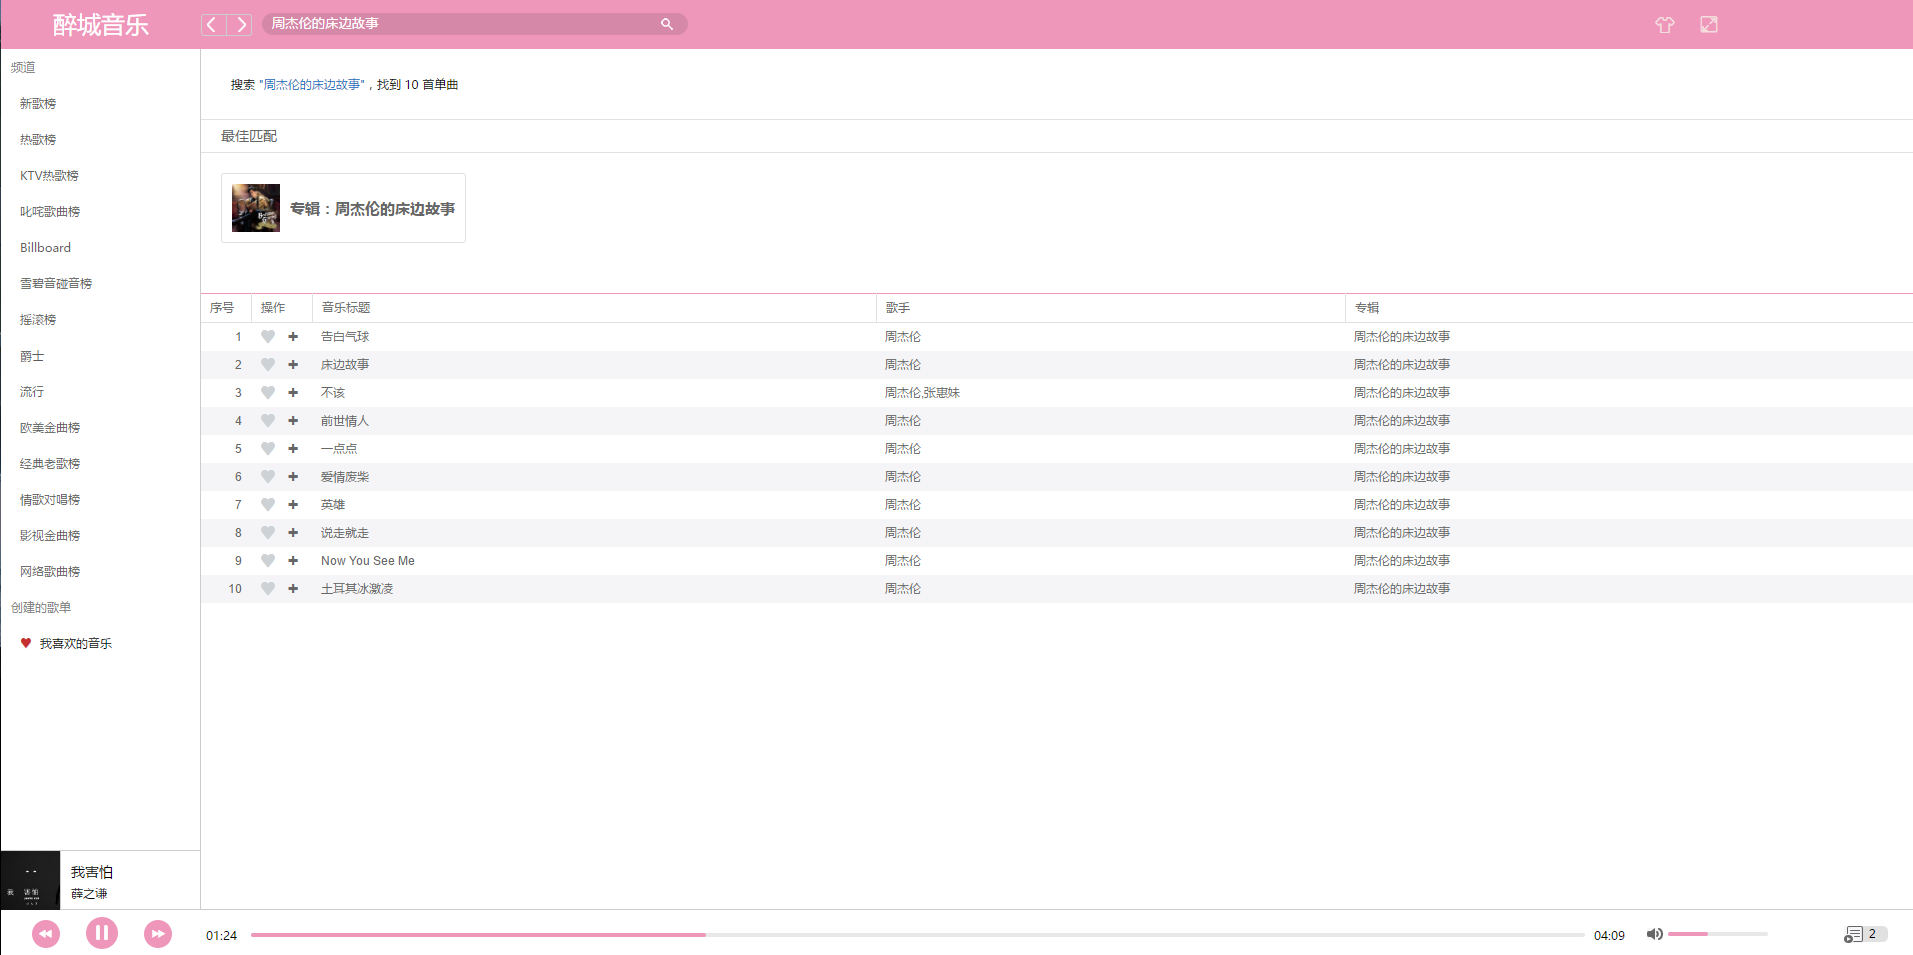 醉城音乐
周杰伦的床边故事
频道
新歌榜
热歌榜
KTV热歌榜
叱咤歌曲榜
Billboard
雪碧音碰音榜
摇滚榜
爵士
流行
欧美金曲榜
经典老歌榜
情歌对唱榜
影视金曲榜
网络歌曲榜
创建的歌单
我喜欢的音乐
搜索 "周杰伦的床边故事"，找到 10 首单曲
最佳匹配
专辑：周杰伦的床边故事
序号 操作 音乐标题 歌手 专辑
1 告白气球 周杰伦 周杰伦的床边故事
2 床边故事 周杰伦 周杰伦的床边故事
3 不该 周杰伦,张惠妹 周杰伦的床边故事
4 前世情人 周杰伦 周杰伦的床边故事
5 一点点 周杰伦 周杰伦的床边故事
6 爱情废柴 周杰伦 周杰伦的床边故事
7 英雄 周杰伦 周杰伦的床边故事
8 说走就走 周杰伦 周杰伦的床边故事
9 Now You See Me 周杰伦 周杰伦的床边故事
10 土耳其冰激凌 周杰伦 周杰伦的床边故事
我 害怕
我害怕
薛之谦
01:24
04:09
2